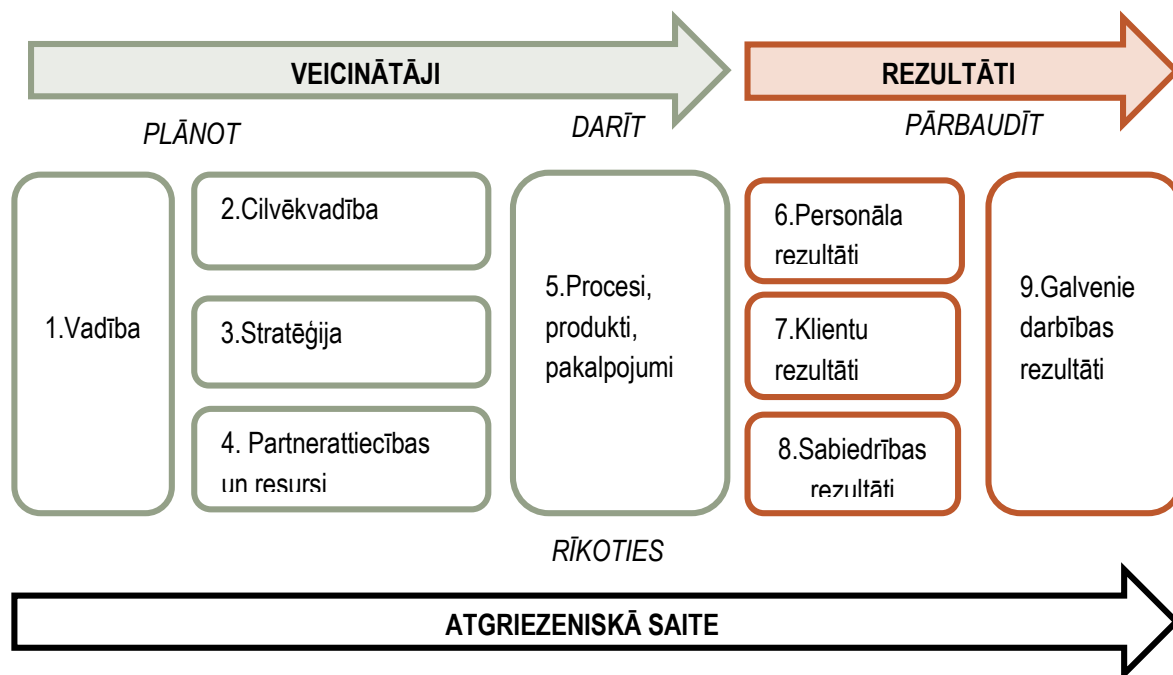 VEICINĀTĀJI
REZULTĀTI
PLĀNOT
DARĪT
PĀRBAUDĪT
1.Vadība
2.Cilvēkvadība
3.Stratēģija
4. Partnerattiecības
un resursi
5.Procesi,
produkti,
pakalpojumi
6.Personāla
rezultāti
7.Klientu
rezultāti
8.Sabiedrības
rezultāti
9.Galvenie
darbības
rezultāti
RĪKOTIES
ATGRIEZENISKĀ SAITE